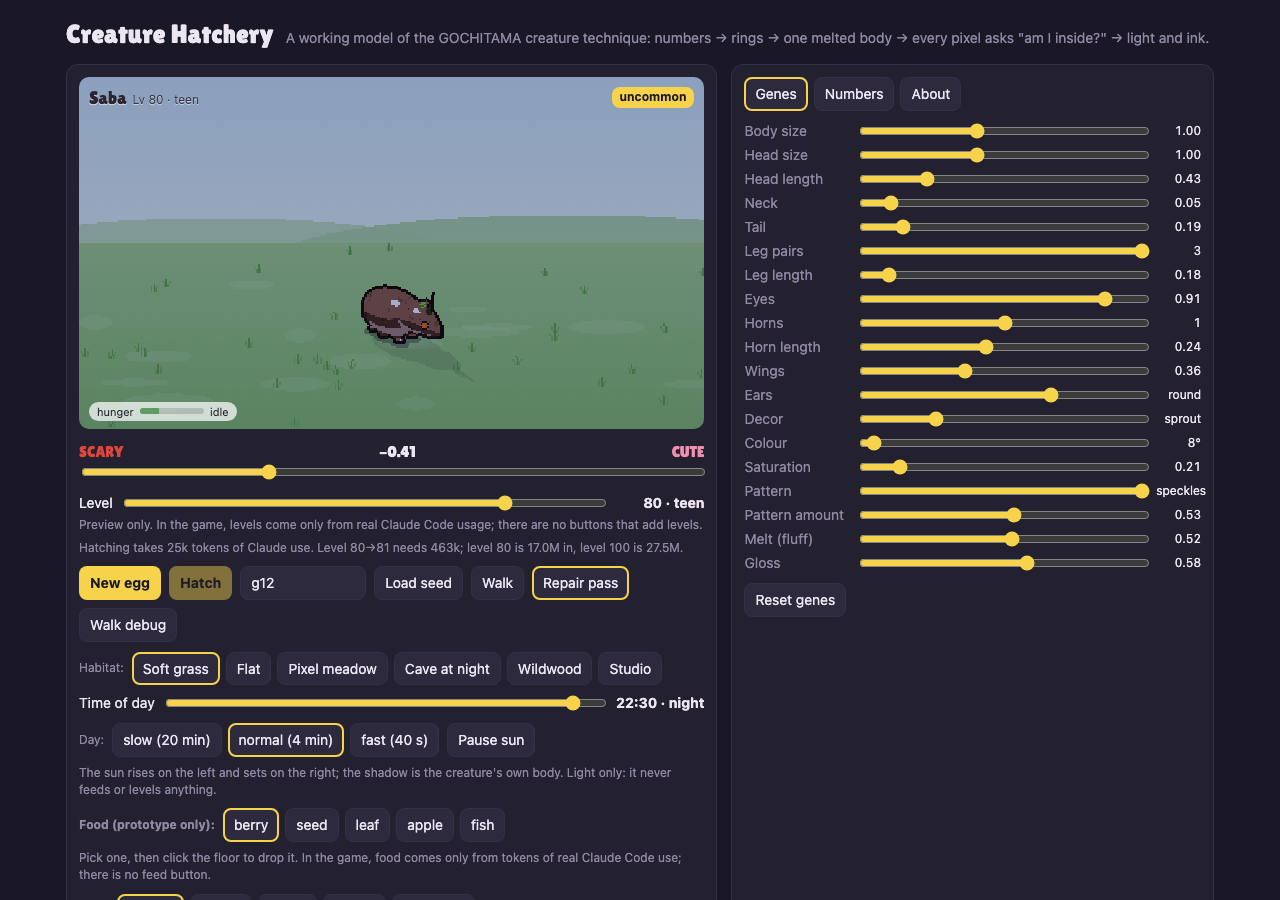 Creature Hatchery
A working model of the GOCHITAMA creature technique: numbers → rings → one melted body → every pixel asks "am I inside?" → light and ink.
Saba Lv 80 · teen
uncommon
hunger idle
SCARY −0.41 CUTE
Level 80 · teen
Preview only. In the game, levels come only from real Claude Code usage; there are no buttons that add levels.
Hatching takes 25k tokens of Claude use. Level 80→81 needs 463k; level 80 is 17.0M in, level 100 is 27.5M.
New egg Hatch g12 Load seed Walk Repair pass
Walk debug
Habitat: Soft grass Flat Pixel meadow Cave at night Wildwood Studio
Time of day 22:30 · night
Day: slow (20 min) normal (4 min) fast (40 s) Pause sun
The sun rises on the left and sets on the right; the shadow is the creature's own body. Light only: it never
feeds or levels anything.
Food (prototype only): berry seed leaf apple fish
Pick one, then click the floor to drop it. In the game, food comes only from tokens of real Claude Code use;
there is no feed button.
Genes Numbers About
Body size 1.00
Head size 1.00
Head length 0.43
Neck 0.05
Tail 0.19
Leg pairs 3
Leg length 0.18
Eyes 0.91
Horns 1
Horn length 0.24
Wings 0.36
Ears round
Decor sprout
Colour 8°
Saturation 0.21
Pattern speckles
Pattern amount 0.53
Melt (fluff) 0.52
Gloss 0.58
Reset genes